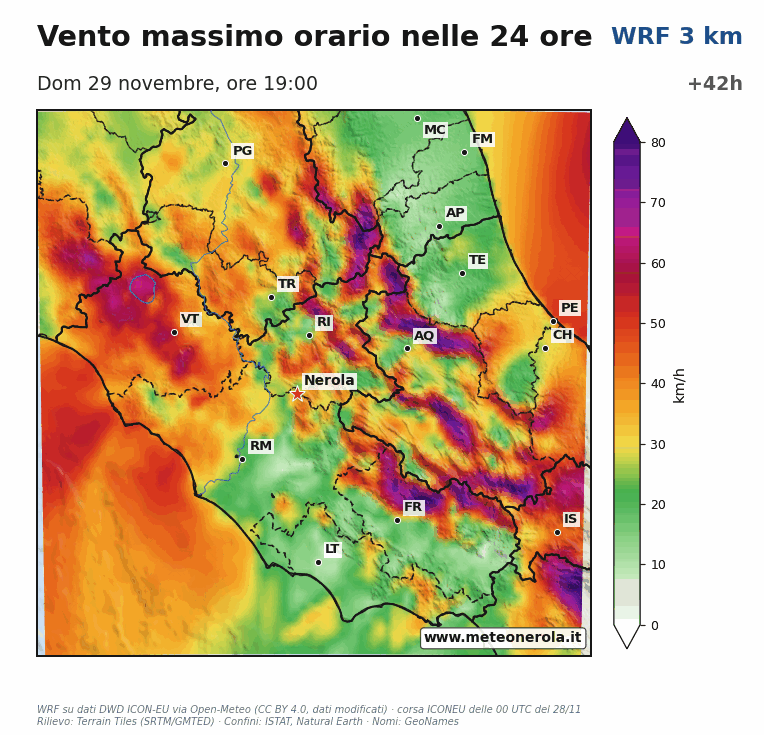 Vento massimo orario nelle 24 ore WRF 3 km
Dom 29 novembre, ore 19:00 +42h
MC
FM
PG
AP
TE
TR
PE
VT
RI
AQ
CH
Nerola
RM
FR
IS
LT
www.meteonerola.it
80
70
60
50
40
30
20
10
0
km/h
WRF su dati DWD ICON-EU via Open-Meteo (CC BY 4.0, dati modificati) · corsa ICONEU delle 00 UTC del 28/11
Rilievo: Terrain Tiles (SRTM/GMTED) · Confini: ISTAT, Natural Earth · Nomi: GeoNames